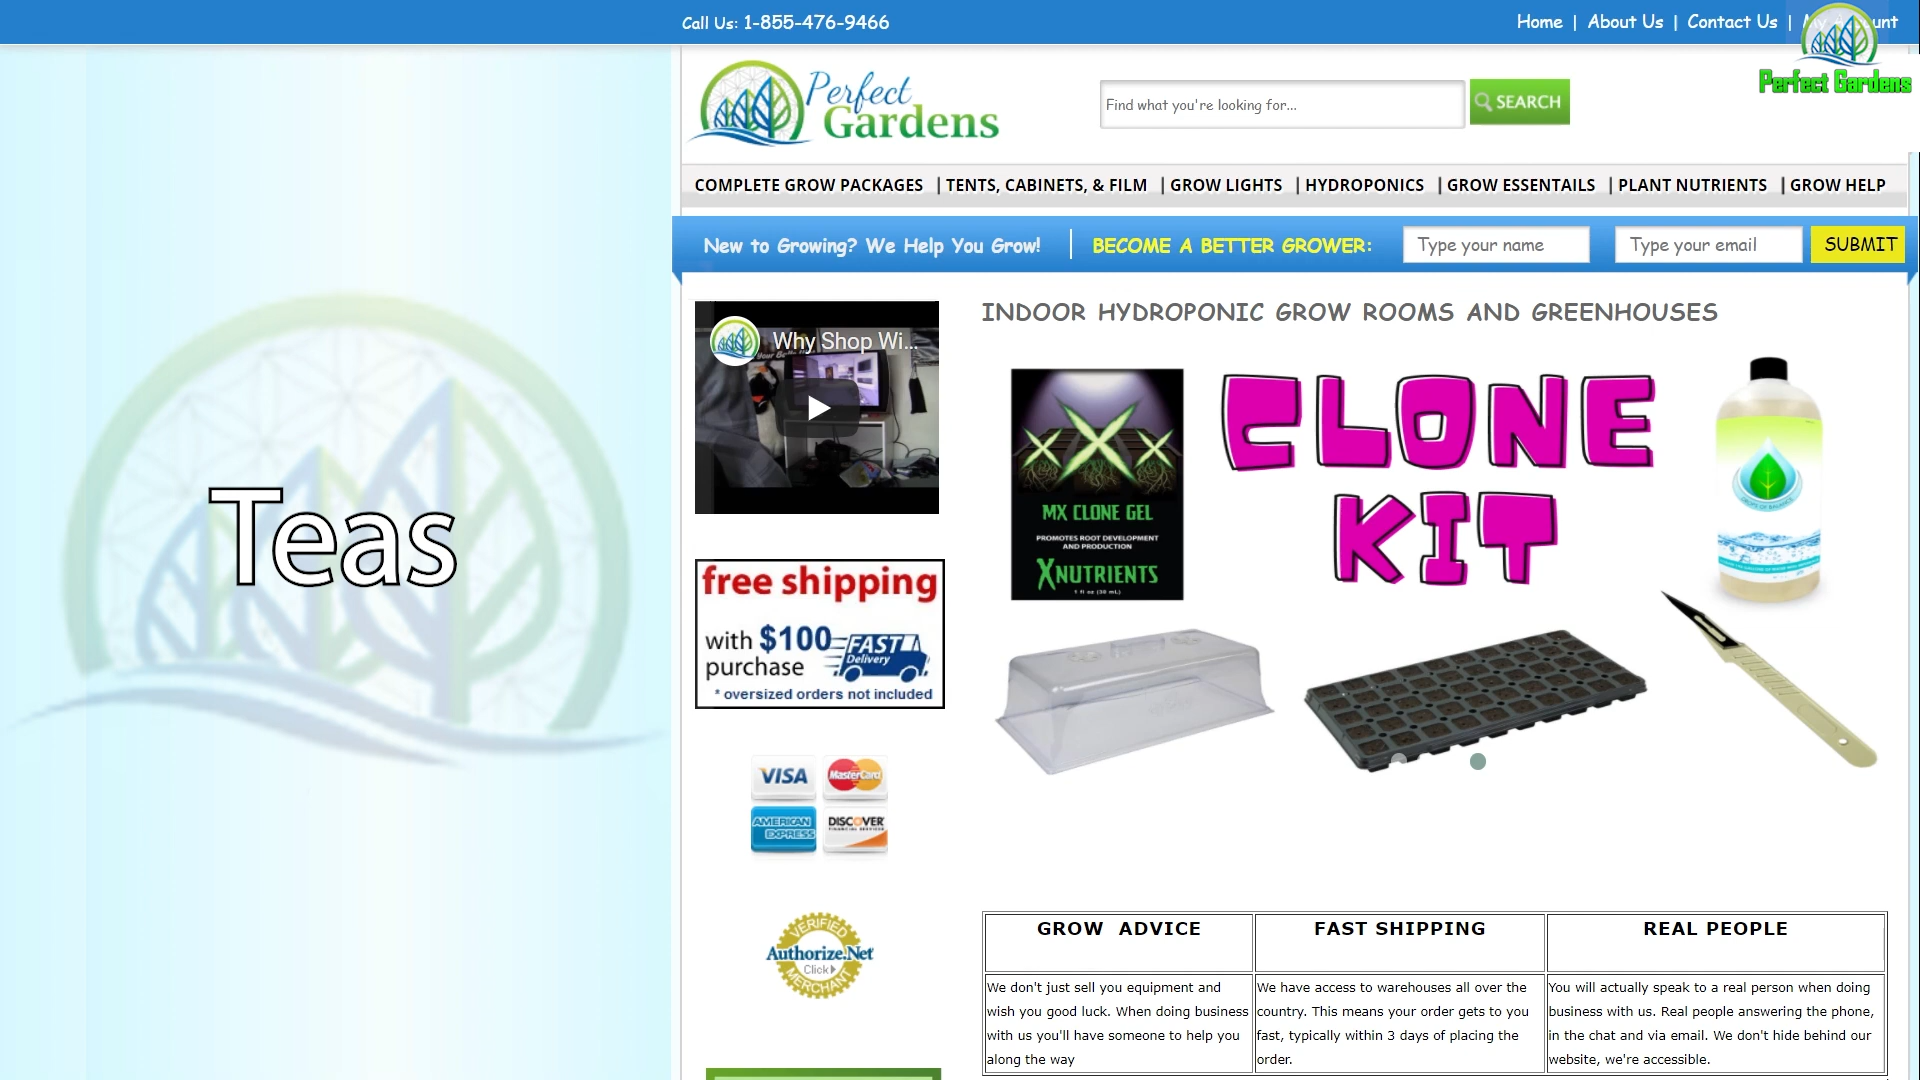 Call Us: 1-855-476-9466
Home | About Us | Contact Us |
Perfect Gardens
Perfect
Gardens
Find what you're looking for...
SEARCH
COMPLETE GROW PACKAGES | TENTS, CABINETS, & FILM | GROW LIGHTS | HYDROPONICS | GROW ESSENTAILS | PLANT NUTRIENTS | GROW HELP
New to Growing? We Help You Grow!
BECOME A BETTER GROWER:
Type your name
Type your email
SUBMIT
Teas
Why Shop Wi...
free shipping
with $100
purchase
FAST
Delivery
* oversized orders not included
VISA
MasterCard
AMERICAN
EXPRESS
DISCOVER
FINANCIAL SERVICES
VERIFIED
Authorize.Net
Click
MERCHANT
INDOOR HYDROPONIC GROW ROOMS AND GREENHOUSES
MX CLONE GEL
PROMOTES ROOT DEVELOPMENT
AND PRODUCTION
XNUTRIENTS
1 fl oz (30 mL)
CLONE
KIT
GROW ADVICE
We don't just sell you equipment and
wish you good luck. When doing business
with us you'll have someone to help you
along the way
FAST SHIPPING
We have access to warehouses all over the
country. This means your order gets to you
fast, typically within 3 days of placing the
order.
REAL PEOPLE
You will actually speak to a real person when doing
business with us. Real people answering the phone,
in the chat and via email. We don't hide behind our
website, we're accessible.